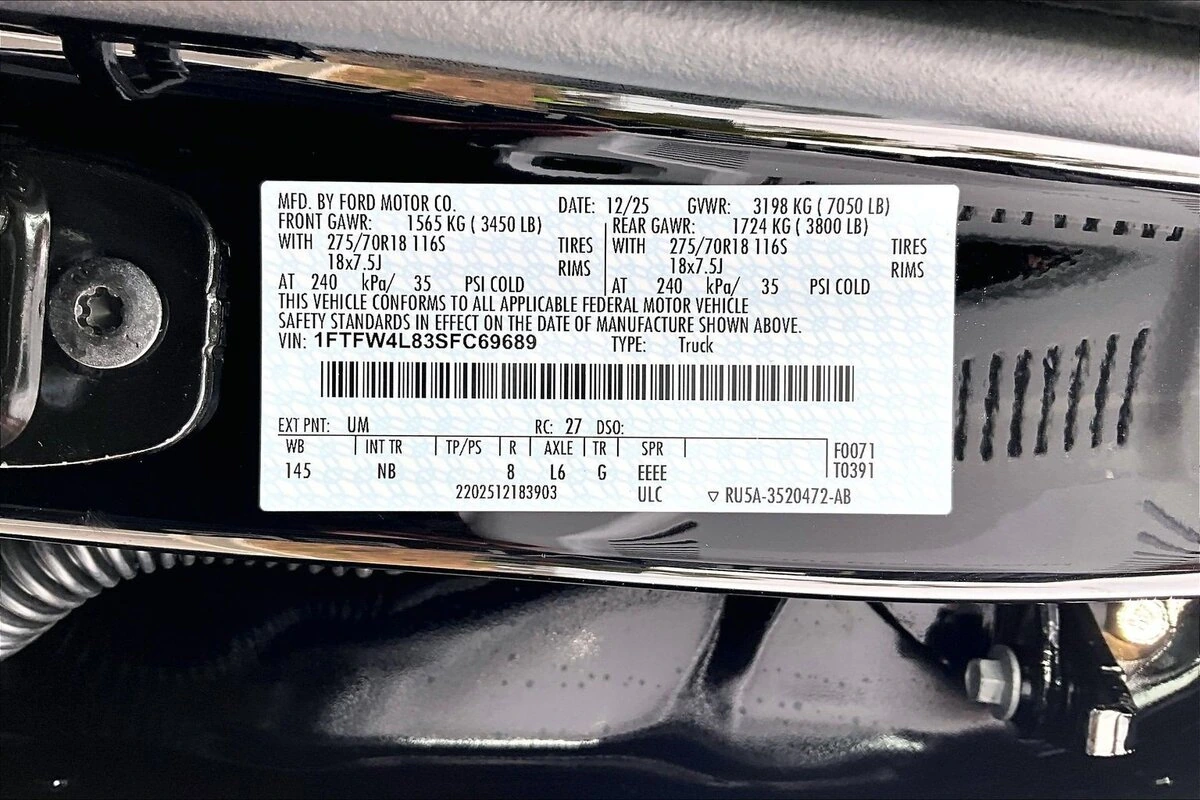 MFD. BY FORD MOTOR CO. DATE: 12/25 GVWR: 3198 KG ( 7050 LB)
FRONT GAWR: 1565 KG ( 3450 LB) REAR GAWR: 1724 KG ( 3800 LB)
WITH 275/70R18 116S TIRES WITH 275/70R18 116S TIRES
18x7.5J RIMS 18x7.5J RIMS
AT 240 kPa/ 35 PSI COLD AT 240 kPa/ 35 PSI COLD
THIS VEHICLE CONFORMS TO ALL APPLICABLE FEDERAL MOTOR VEHICLE
SAFETY STANDARDS IN EFFECT ON THE DATE OF MANUFACTURE SHOWN ABOVE.
VIN: 1FTFW4L83SFC69689 TYPE: Truck
EXT PNT: UM RC: 27 DSO:
WB INT TR TP/PS R AXLE TR SPR F0071
145 NB 8 L6 G EEEE T0391
2202512183903 ULC ▽ RU5A-3520472-AB